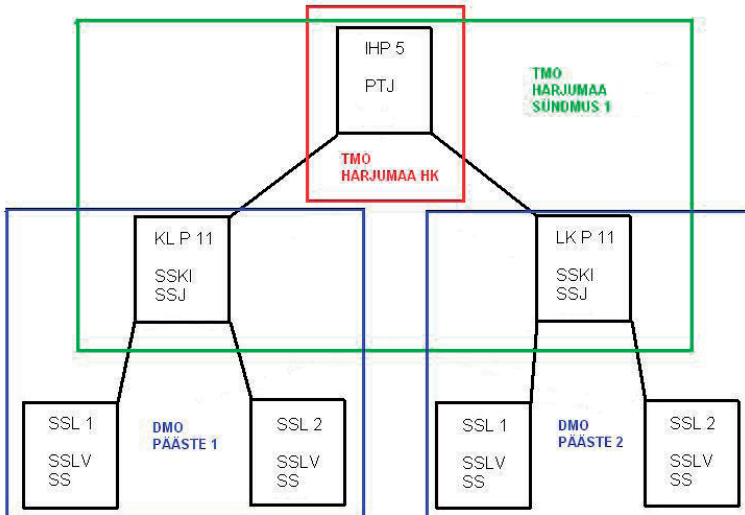 IHP 5
PTJ
TMO
HARJUMAA
SÜNDMUS 1
TMO
HARJUMAA HK
KL P 11
SSKI
SSJ
LK P 11
SSKI
SSJ
SSL 1
SSLV
SS
DMO
PÄÄSTE 1
SSL 2
SSLV
SS
SSL 1
SSLV
SS
DMO
PÄÄSTE 2
SSL 2
SSLV
SS